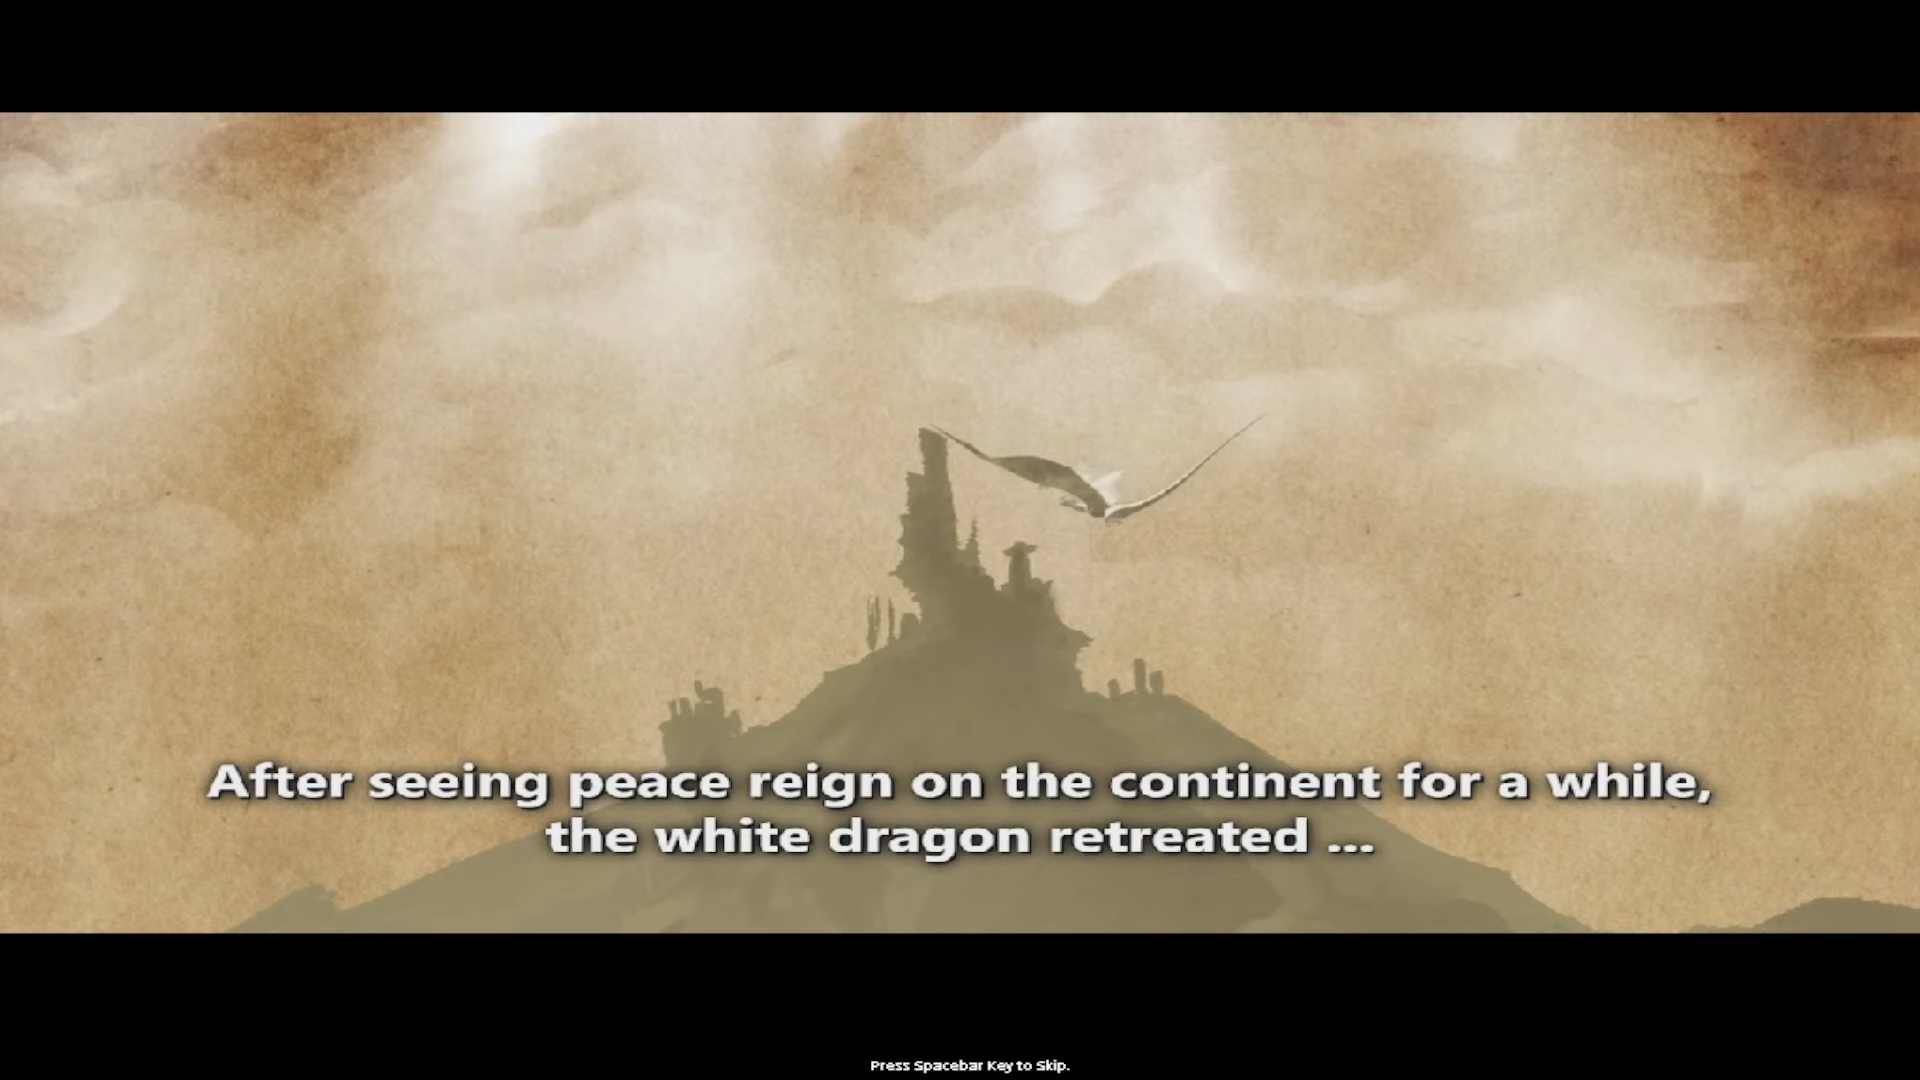 After seeing peace reign on the continent for a while,
the white dragon retreated ...
Press Spacebar Key to Skip.